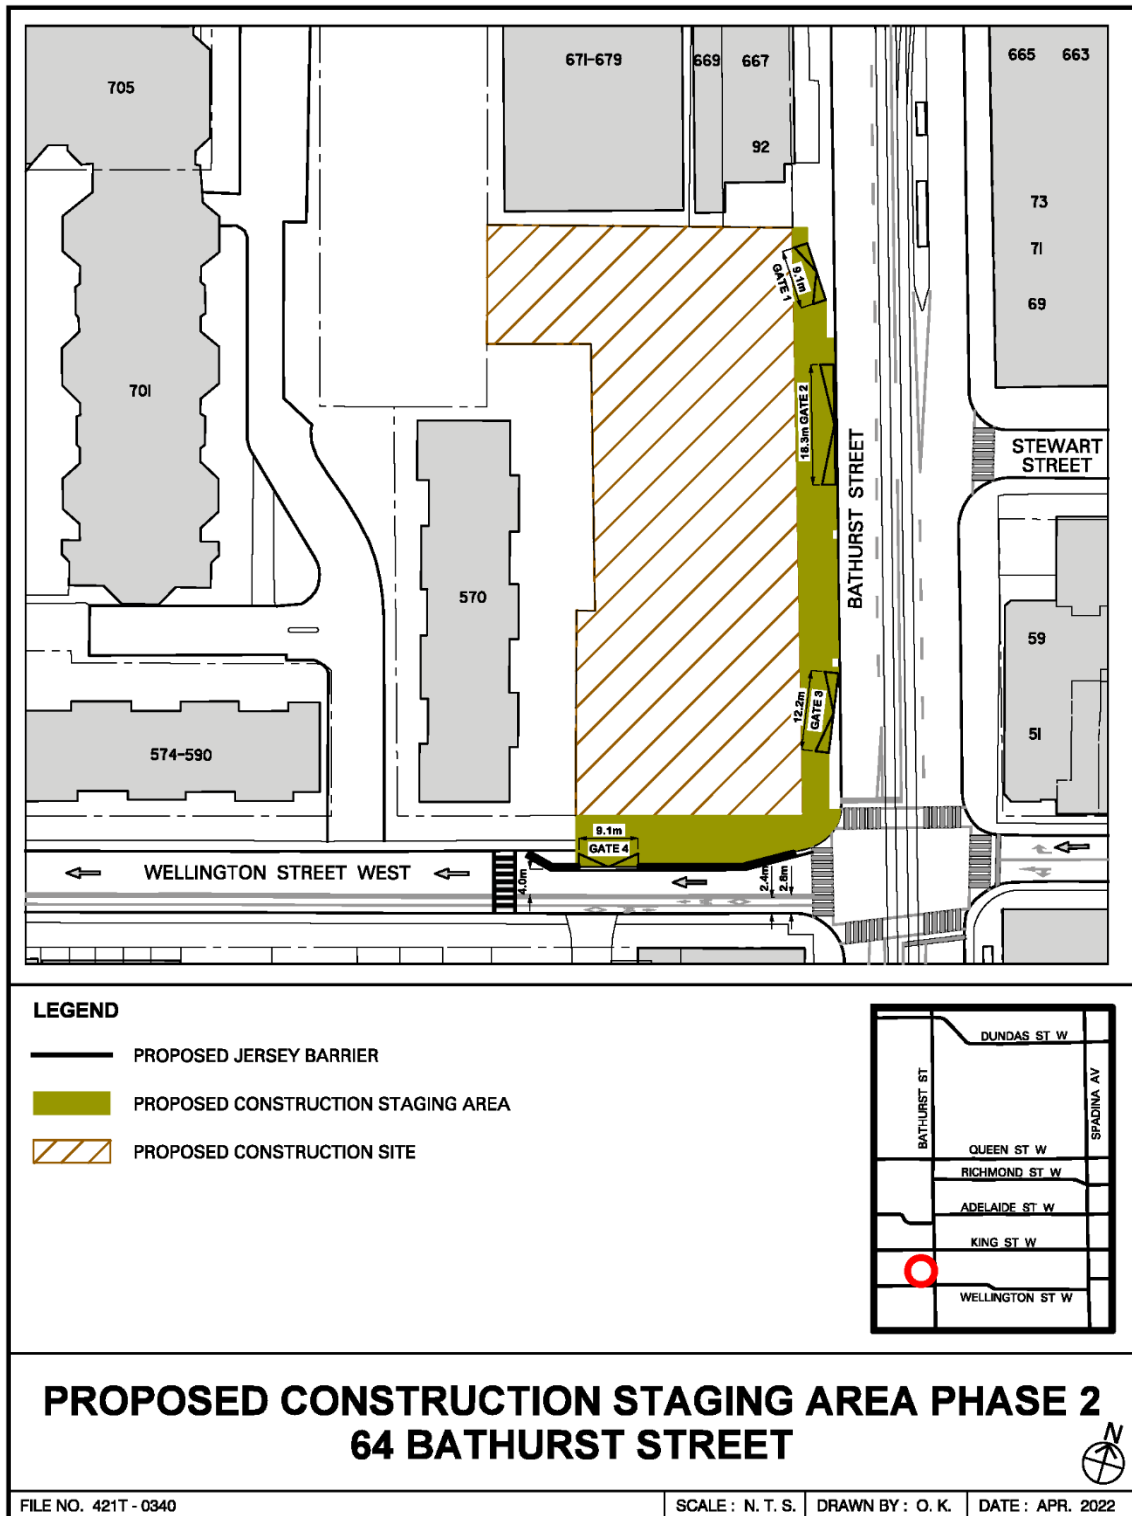 705
671-679
669
667
92
665
663
73
71
69
9.1m
GATE 1
18.3m GATE 2
701
BATHURST STREET
STEWART
STREET
570
59
12.2m
GATE 3
51
574-590
9.1m
GATE 4
WELLINGTON STREET WEST
4.0m
2.4m
2.8m
LEGEND
PROPOSED JERSEY BARRIER
PROPOSED CONSTRUCTION STAGING AREA
PROPOSED CONSTRUCTION SITE
DUNDAS ST W
BATHURST ST
SPADINA AV
QUEEN ST W
RICHMOND ST W
ADELAIDE ST W
KING ST W
WELLINGTON ST W
PROPOSED CONSTRUCTION STAGING AREA PHASE 2
64 BATHURST STREET
N
FILE NO. 421T - 0340
SCALE : N. T. S.
DRAWN BY : O. K.
DATE : APR. 2022